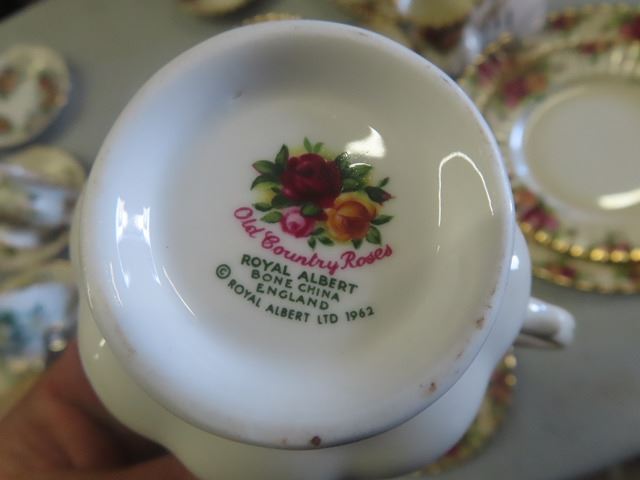 Old Country Roses
ROYAL ALBERT
BONE CHINA
ENGLAND
© ROYAL ALBERT LTD 1962